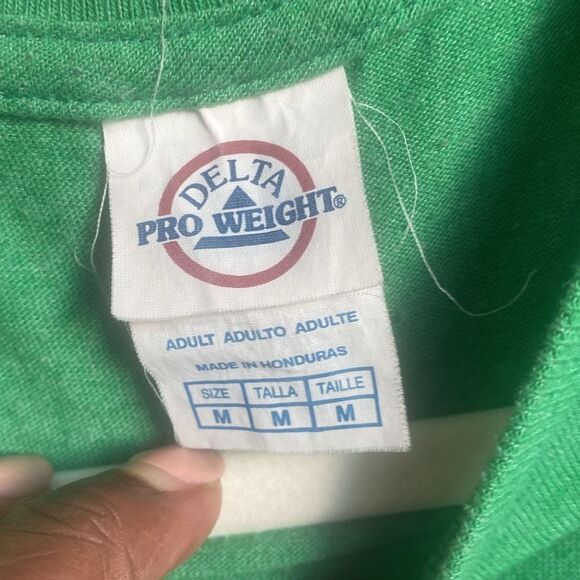 DELTA
PRO WEIGHT®
ADULT ADULTO ADULTE
MADE IN HONDURAS
SIZE TALLA TAILLE
M M M